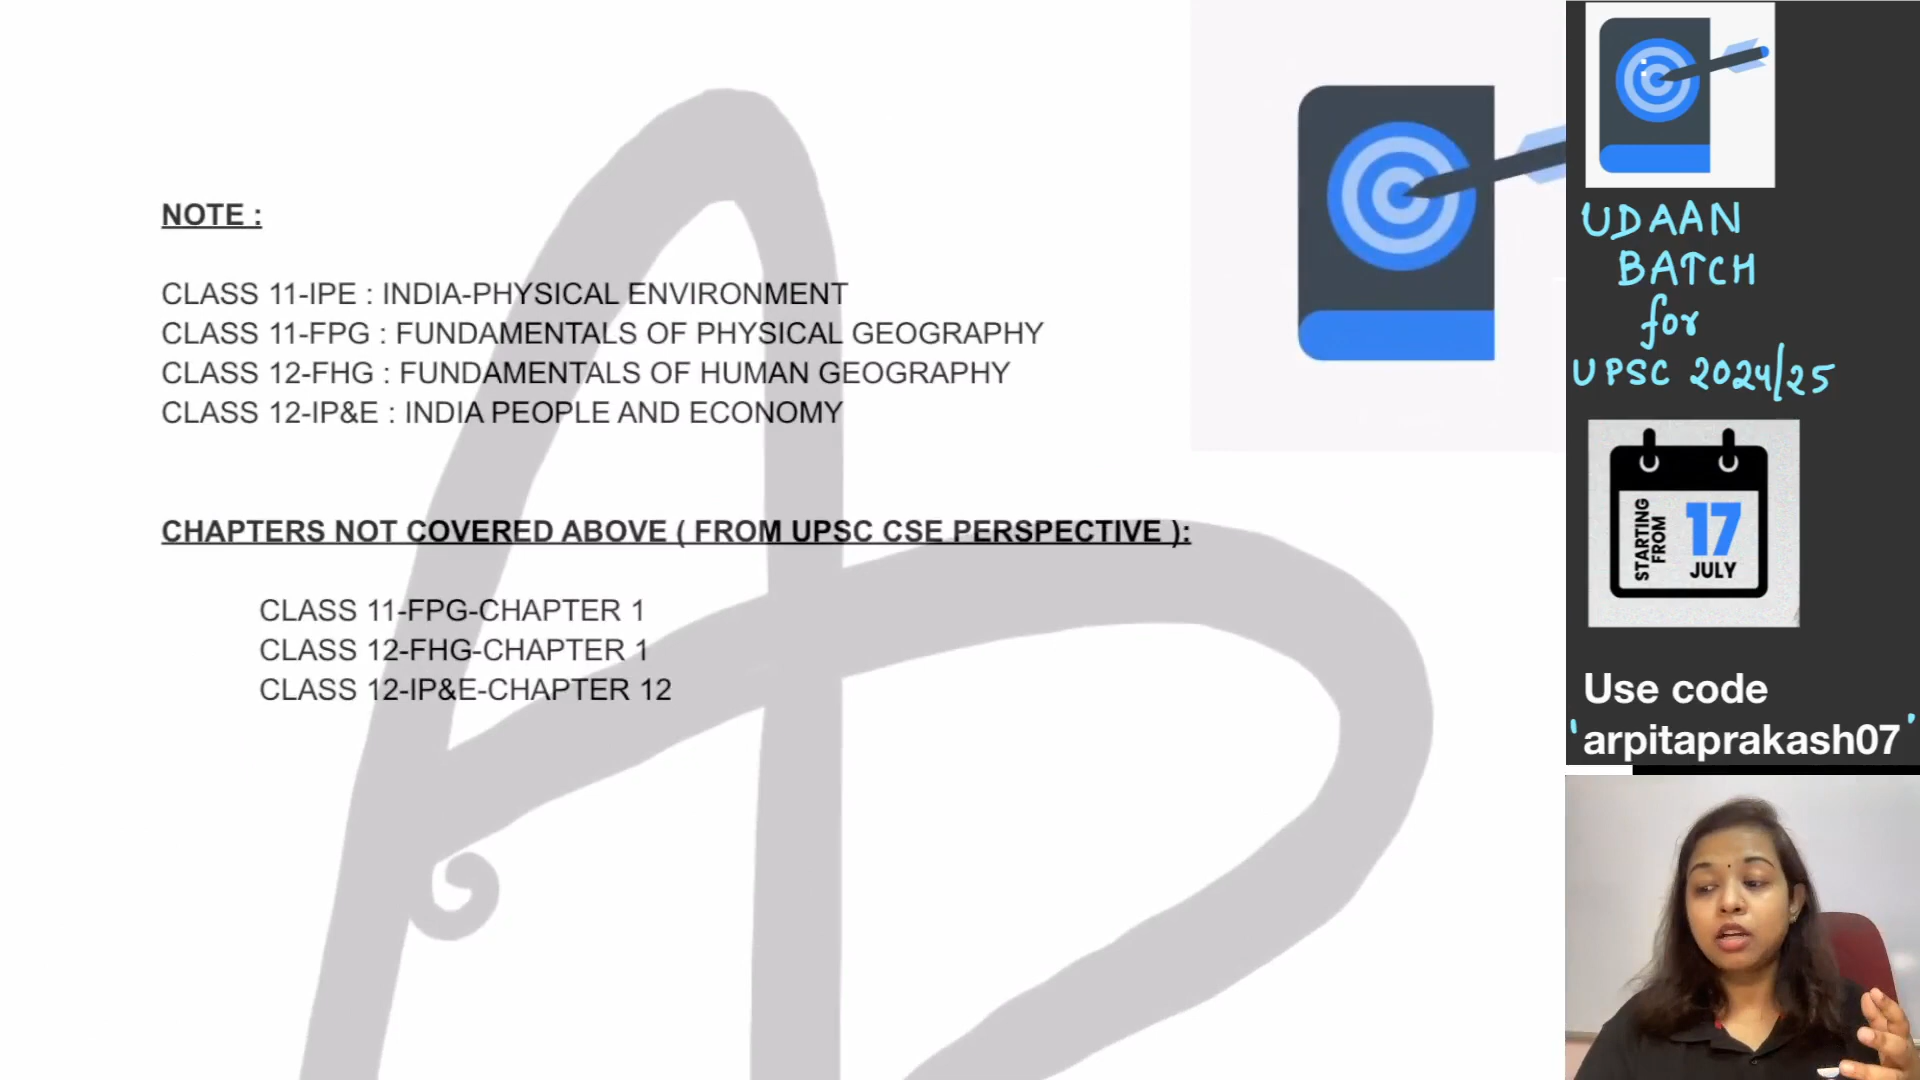 NOTE :
CLASS 11-IPE : INDIA-PHYSICAL ENVIRONMENT
CLASS 11-FPG : FUNDAMENTALS OF PHYSICAL GEOGRAPHY
CLASS 12-FHG : FUNDAMENTALS OF HUMAN GEOGRAPHY
CLASS 12-IP&E : INDIA PEOPLE AND ECONOMY
CHAPTERS NOT COVERED ABOVE ( FROM UPSC CSE PERSPECTIVE ):
CLASS 11-FPG-CHAPTER 1
CLASS 12-FHG-CHAPTER 1
CLASS 12-IP&E-CHAPTER 12
UDAAN
BATCH
for
UPSC 2024/25
STARTING
FROM
17
JULY
Use code
'arpitaprakash07'